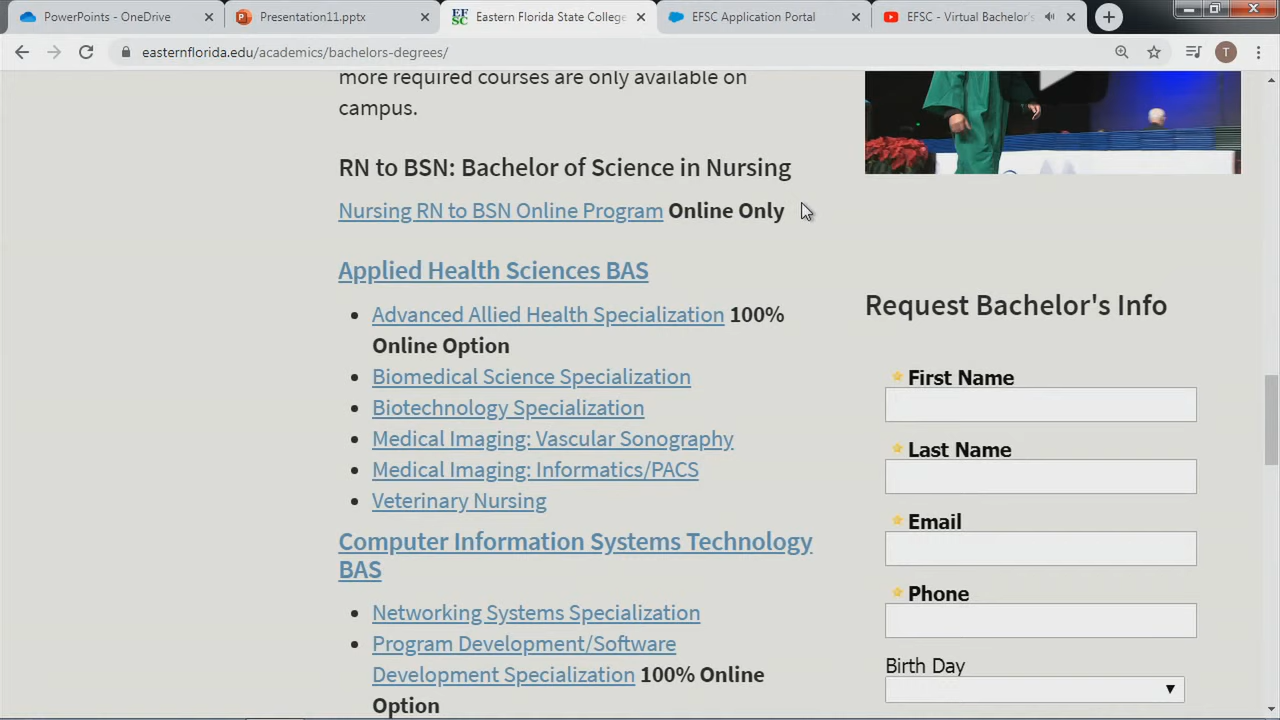 PowerPoints - OneDrive
Presentation11.pptx
EF
SC
Eastern Florida State College
EFSC Application Portal
EFSC - Virtual Bachelor's
easternflorida.edu/academics/bachelors-degrees/
T
more required courses are only available on
campus.
RN to BSN: Bachelor of Science in Nursing
Nursing RN to BSN Online Program Online Only
Applied Health Sciences BAS
Advanced Allied Health Specialization 100%
Online Option
Biomedical Science Specialization
Biotechnology Specialization
Medical Imaging: Vascular Sonography
Medical Imaging: Informatics/PACS
Veterinary Nursing
Computer Information Systems Technology
BAS
Networking Systems Specialization
Program Development/Software
Development Specialization 100% Online
Option
Request Bachelor's Info
First Name
Last Name
Email
Phone
Birth Day